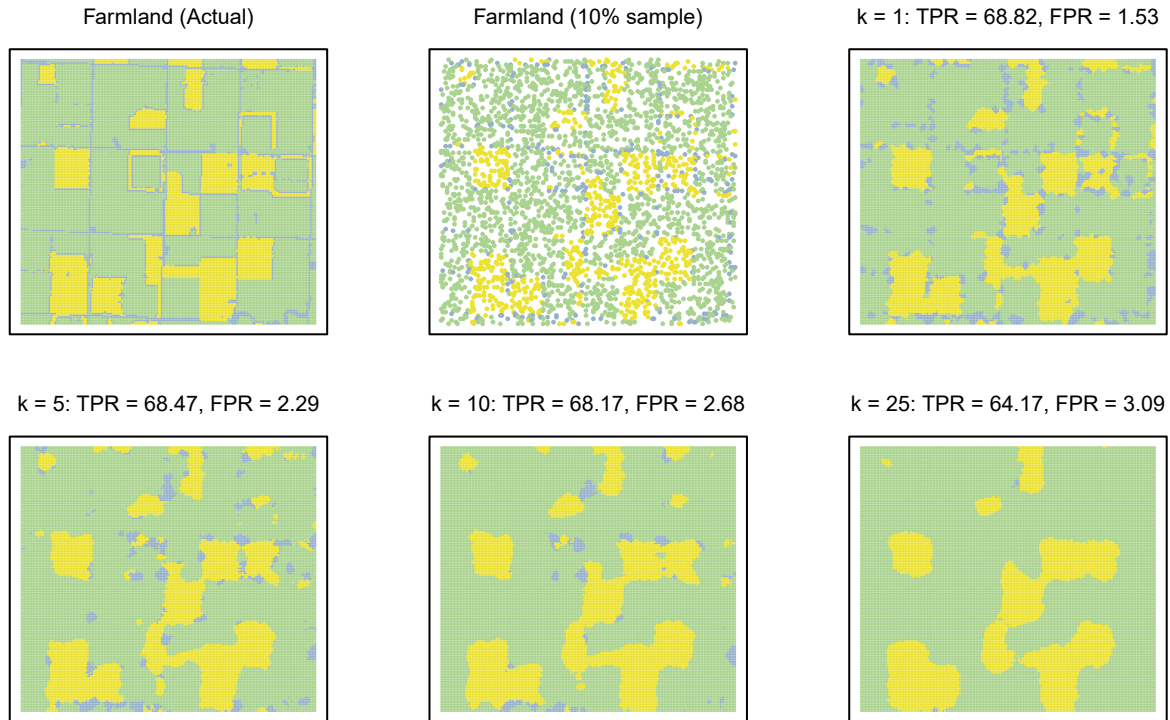 Farmland (Actual)
Farmland (10% sample)
k = 1: TPR = 68.82, FPR = 1.53
k = 5: TPR = 68.47, FPR = 2.29
k = 10: TPR = 68.17, FPR = 2.68
k = 25: TPR = 64.17, FPR = 3.09